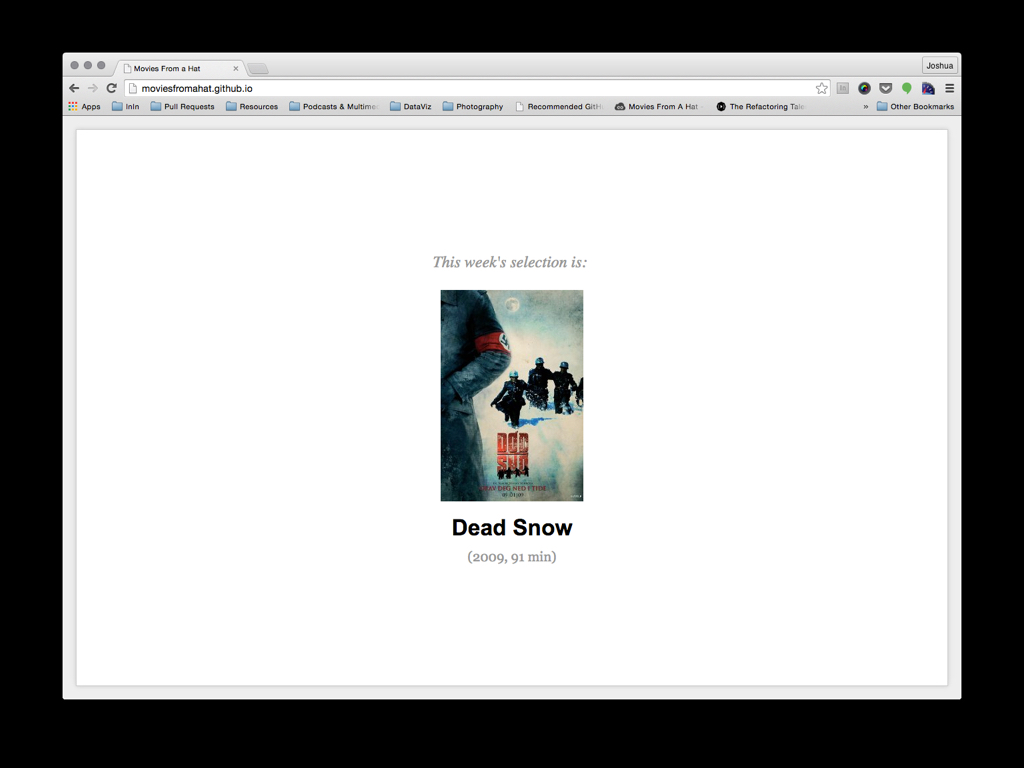 Movies From a Hat
Joshua
moviesfromahat.github.io
Apps InIn Pull Requests Resources Podcasts & Multime DataViz Photography Recommended GitH Movies From A Hat - The Refactoring Tale » Other Bookmarks
This week's selection is:
DØD
SNØ
Dead Snow
(2009, 91 min)